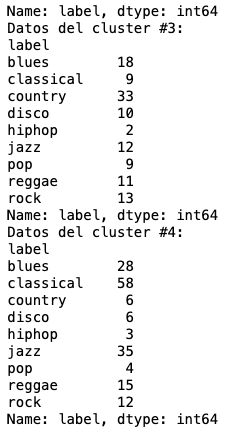 Name: label, dtype: int64
Datos del cluster #3:
label
blues 18
classical 9
country 33
disco 10
hiphop 2
jazz 12
pop 9
reggae 11
rock 13
Name: label, dtype: int64
Datos del cluster #4:
label
blues 28
classical 58
country 6
disco 6
hiphop 3
jazz 35
pop 4
reggae 15
rock 12
Name: label, dtype: int64